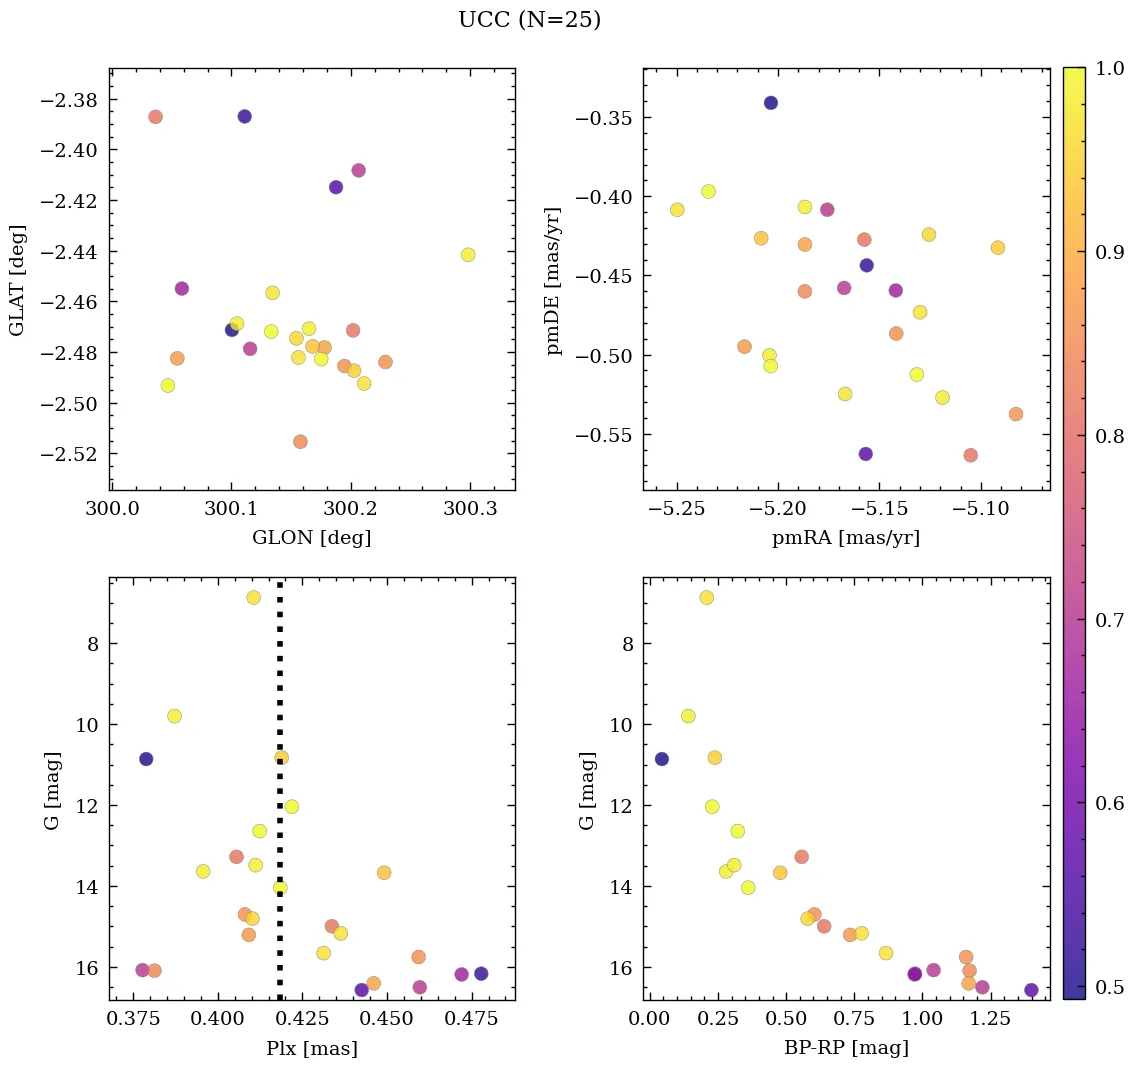 UCC (N=25)
−2.38
−2.40
−2.42
−2.44
−2.46
−2.48
−2.50
−2.52
GLAT [deg]
300.0 300.1 300.2 300.3
GLON [deg]
−0.35
−0.40
−0.45
−0.50
−0.55
pmDE [mas/yr]
−5.25 −5.20 −5.15 −5.10
pmRA [mas/yr]
1.0
0.9
0.8
0.7
0.6
0.5
8
10
12
14
16
G [mag]
0.375 0.400 0.425 0.450 0.475
Plx [mas]
8
10
12
14
16
G [mag]
0.00 0.25 0.50 0.75 1.00 1.25
BP-RP [mag]